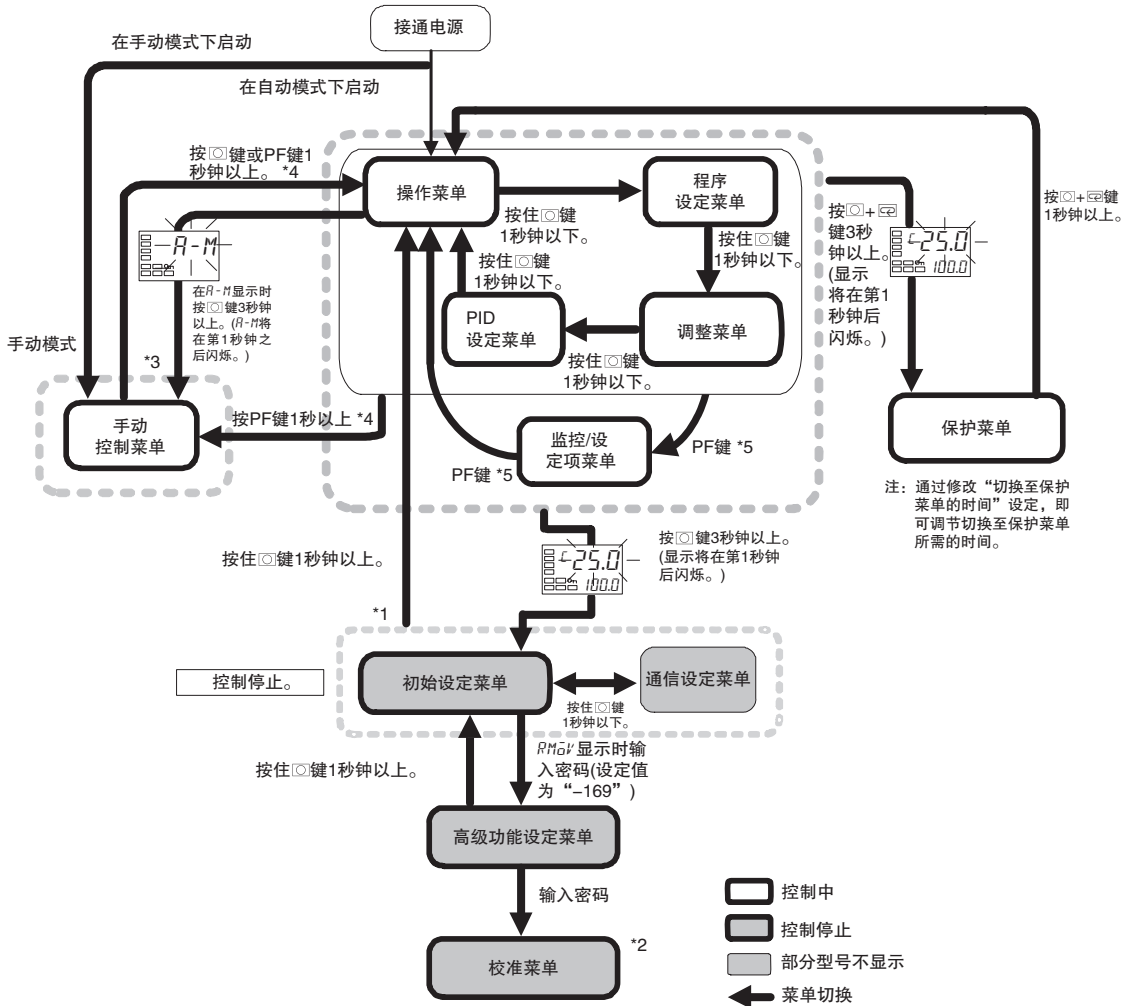 接通电源
在手动模式下启动
在自动模式下启动
按键或PF键1
秒钟以上。 *4
操作菜单
程序
设定菜单
按住键
1秒钟以下。
按住键
1秒钟以下。
按住键
1秒钟以下。
PID
设定菜单
调整菜单
按住键
1秒钟以下。
A-M
在A-M显示时
按键3秒钟
以上。(A-M将
在第1秒钟之
后闪烁。)
手动模式
*3
手动
控制菜单
按PF键1秒以上 *4
监控/设
定项菜单
PF键 *5
PF键 *5
按+
键3秒
钟以上。
(显示
将在第1
秒钟后
闪烁。)
C 25.0
100.0
按+键
1秒钟以上。
保护菜单
注：通过修改“切换至保护
菜单的时间”设定，即
可调节切换至保护菜单
所需的时间。
按住键1秒钟以上。
C 25.0
100.0
按键3秒钟以上。
(显示将在第1秒钟
后闪烁。)
*1
控制停止。
初始设定菜单
通信设定菜单
按住键
1秒钟以下。
按住键1秒钟以上。
AMoV显示时输
入密码(设定值
为“–169”)
高级功能设定菜单
输入密码
校准菜单
*2
控制中
控制停止
部分型号不显示
菜单切换